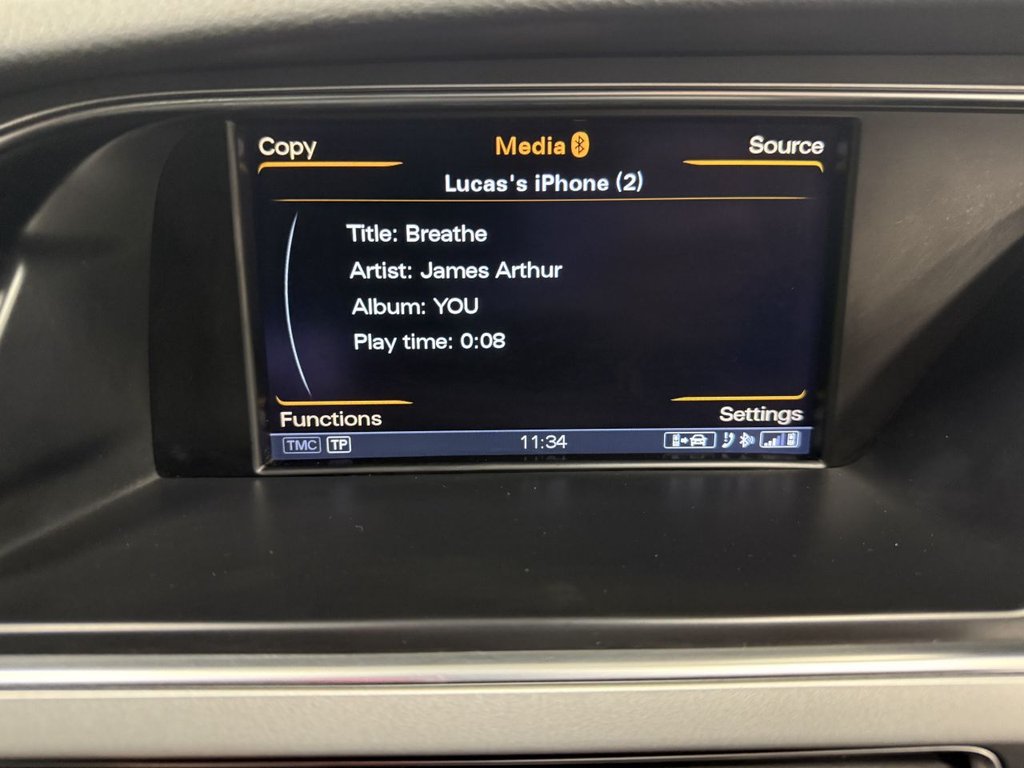 Copy Media Source
Lucas's iPhone (2)
Title: Breathe
Artist: James Arthur
Album: YOU
Play time: 0:08
Functions Settings
TMC TP 11:34